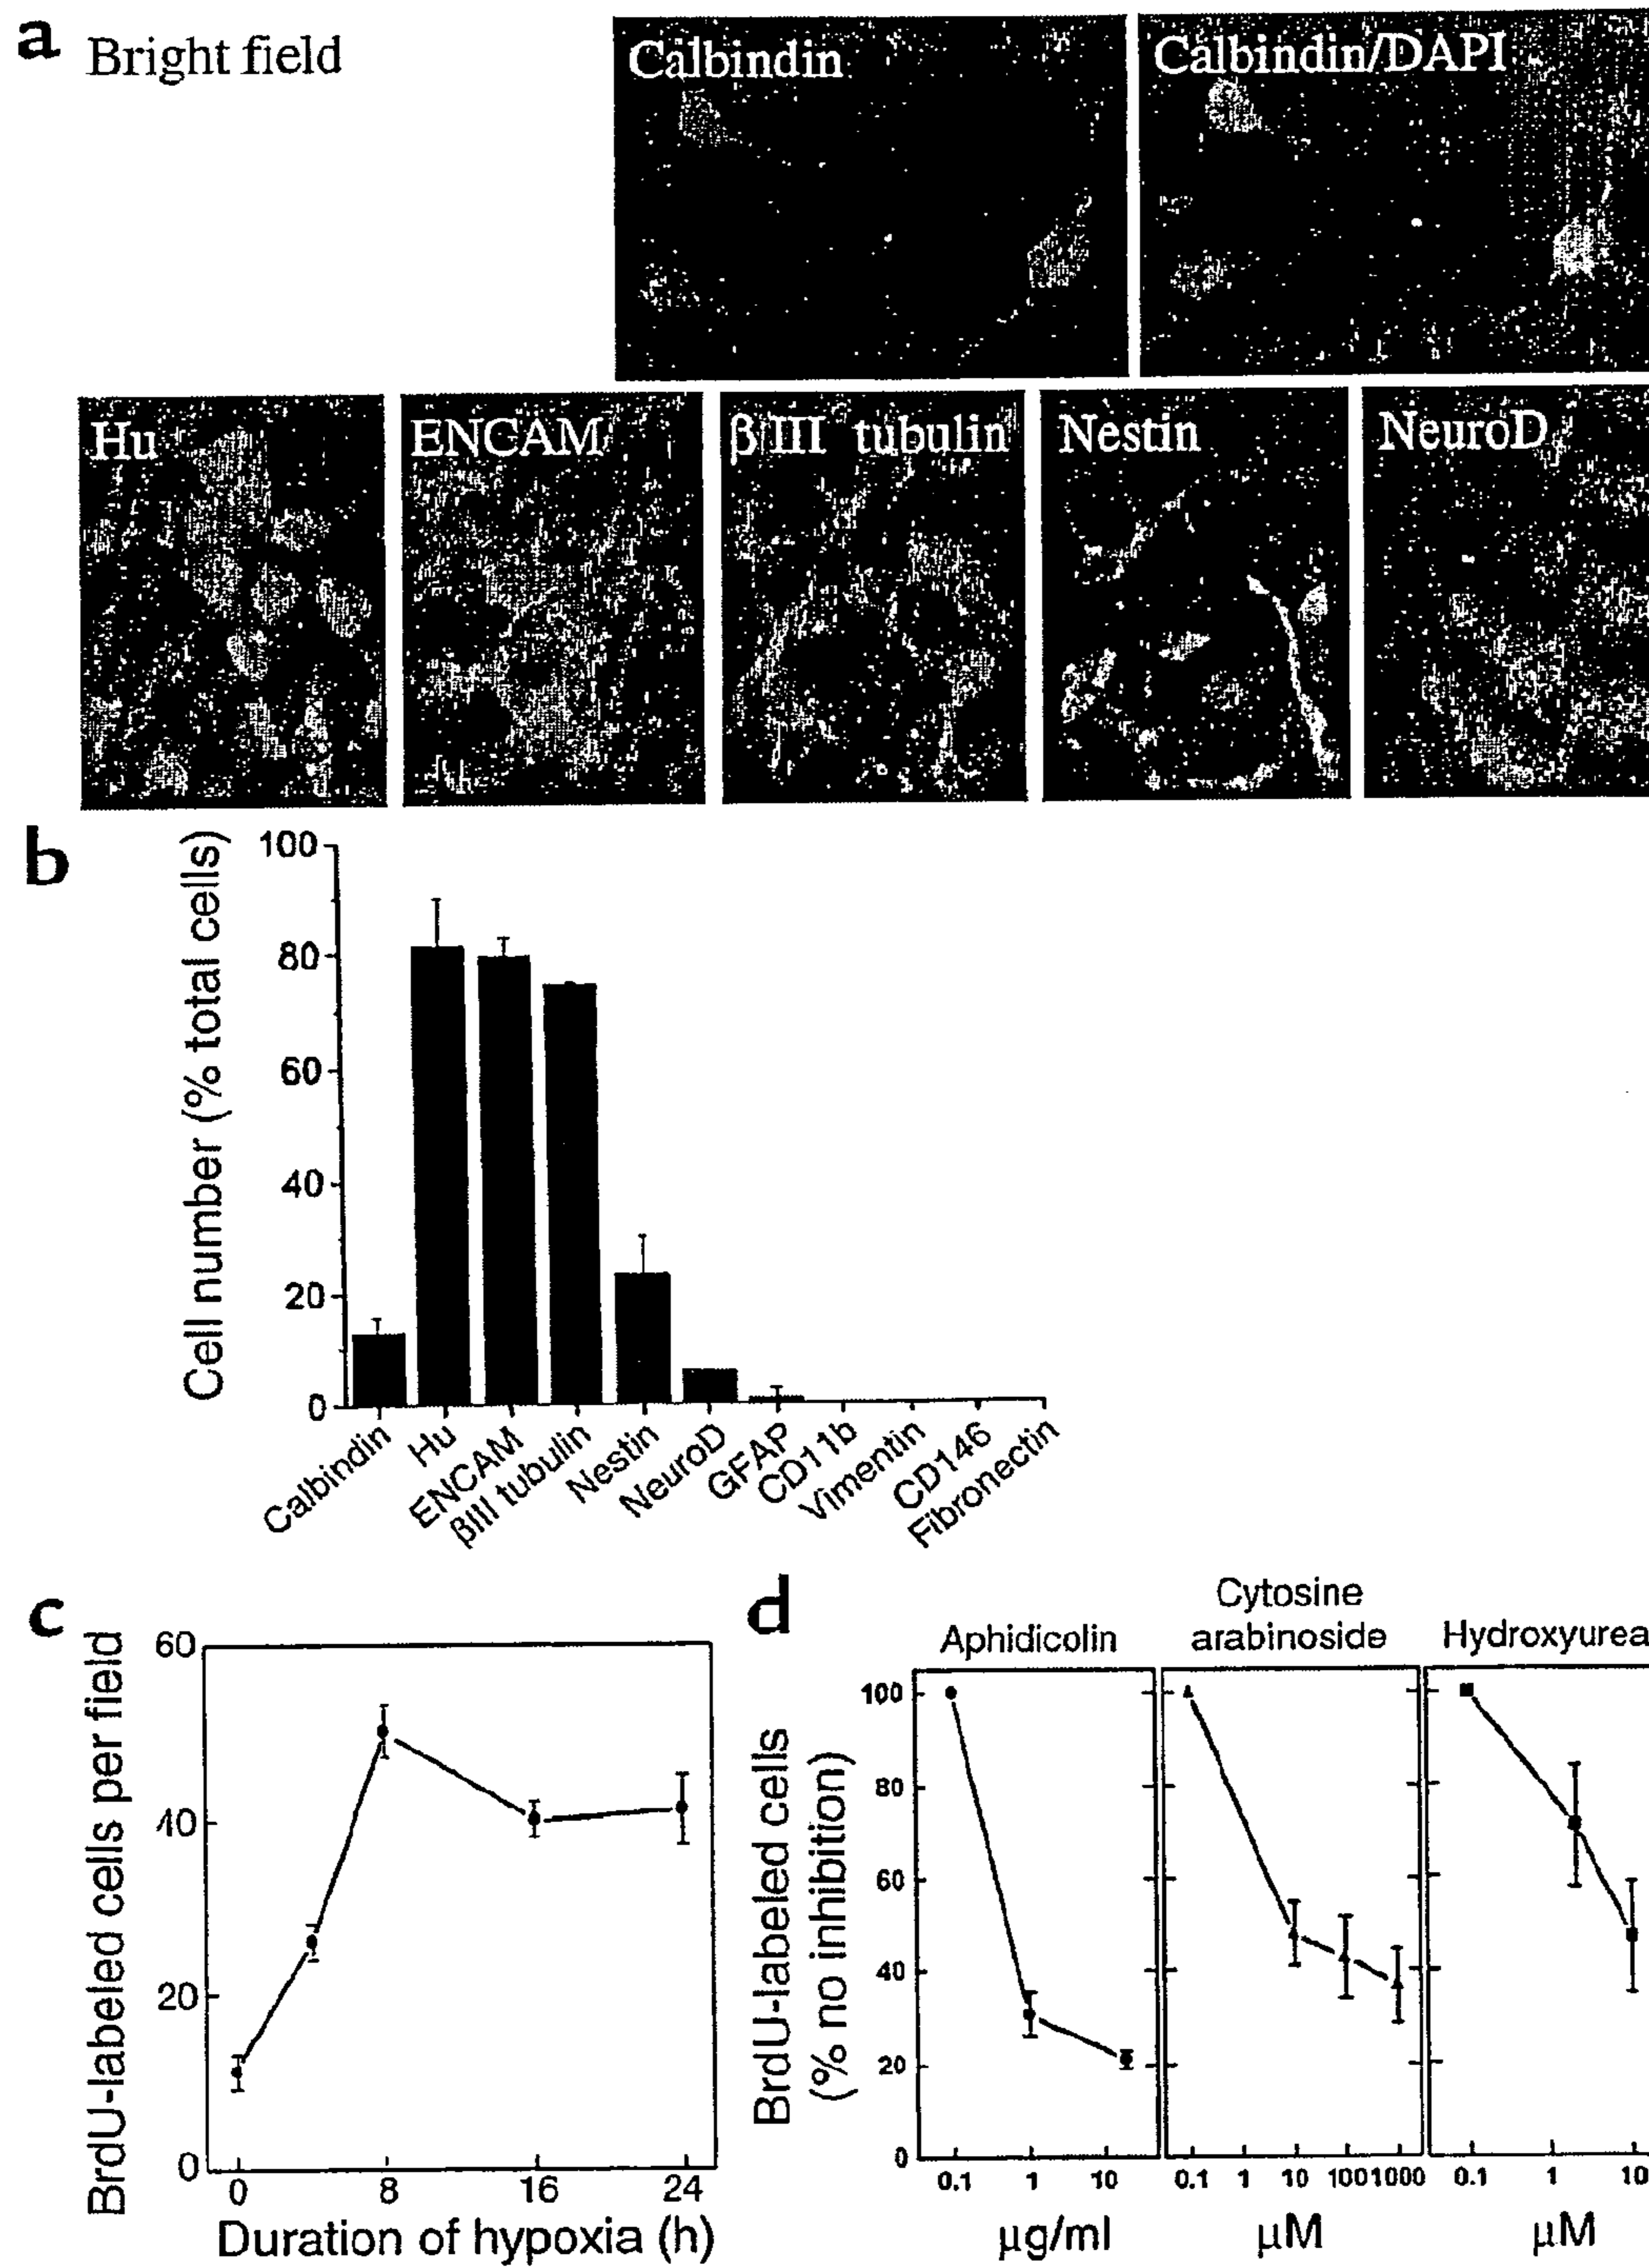 a Bright field
Calbindin
Calbindin/DAPI
Hu
ENCAM
βIII tubulin
Nestin
NeuroD
b
Cell number (% total cells)
100
80
60
40
20
0
Calbindin
Hu
ENCAM
βIII tubulin
Nestin
NeuroD
GFAP
CD11b
Vimentin
CD146
Fibronectin
c
BrdU-labeled cells per field
60
40
20
0
0 8 16 24
Duration of hypoxia (h)
d
Aphidicolin
Cytosine
arabinoside
Hydroxyurea
BrdU-labeled cells
(% no inhibition)
100
80
60
40
20
0
0.1 1 10
μg/ml
0.1 1 10 100 1000
μM
0.1 1 10
μM